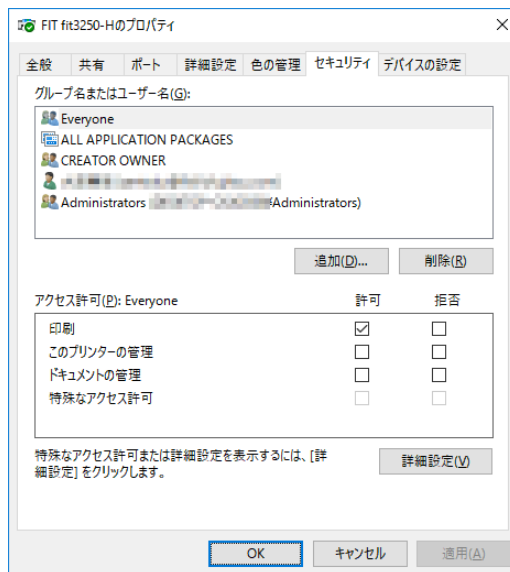 FIT fit3250-Hのプロパティ
全般 共有 ポート 詳細設定 色の管理 セキュリティ デバイスの設定
グループ名またはユーザー名(G):
Everyone
ALL APPLICATION PACKAGES
CREATOR OWNER
Administrators ¥Administrators)
追加(D)... 削除(R)
アクセス許可(P): Everyone 許可 拒否
印刷
このプリンターの管理
ドキュメントの管理
特殊なアクセス許可
特殊なアクセス許可または詳細設定を表示するには、[詳
細設定] をクリックします。
詳細設定(V)
OK キャンセル 適用(A)